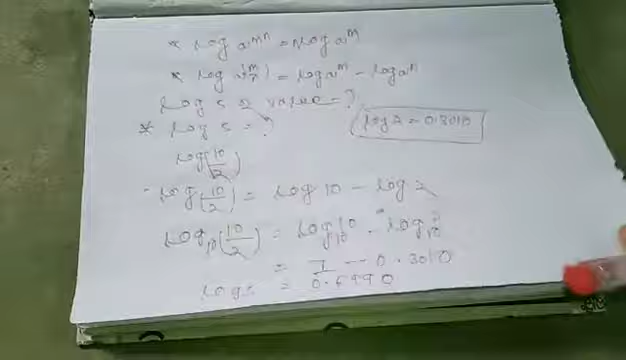 * log a^mn = n log a^m
* log a(m/n) = log a^m - log a^n
log 5 value = ?
* log 5 = ?
log 2 = 0.3010
log(10/2)
log(10/2) = log 10 - log 2
log10(10/2) = log10 10 - log10 2
= 1 - 0.3010
log 5 = 0.6990